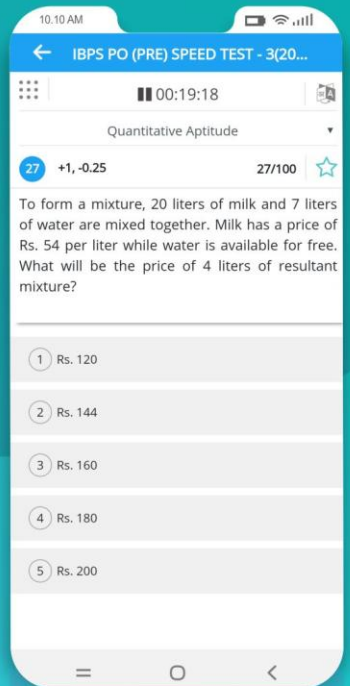 10.10 AM
IBPS PO (PRE) SPEED TEST - 3(20...
00:19:18
Quantitative Aptitude
27 +1, -0.25 27/100
To form a mixture, 20 liters of milk and 7 liters
of water are mixed together. Milk has a price of
Rs. 54 per liter while water is available for free.
What will be the price of 4 liters of resultant
mixture?
1 Rs. 120
2 Rs. 144
3 Rs. 160
4 Rs. 180
5 Rs. 200